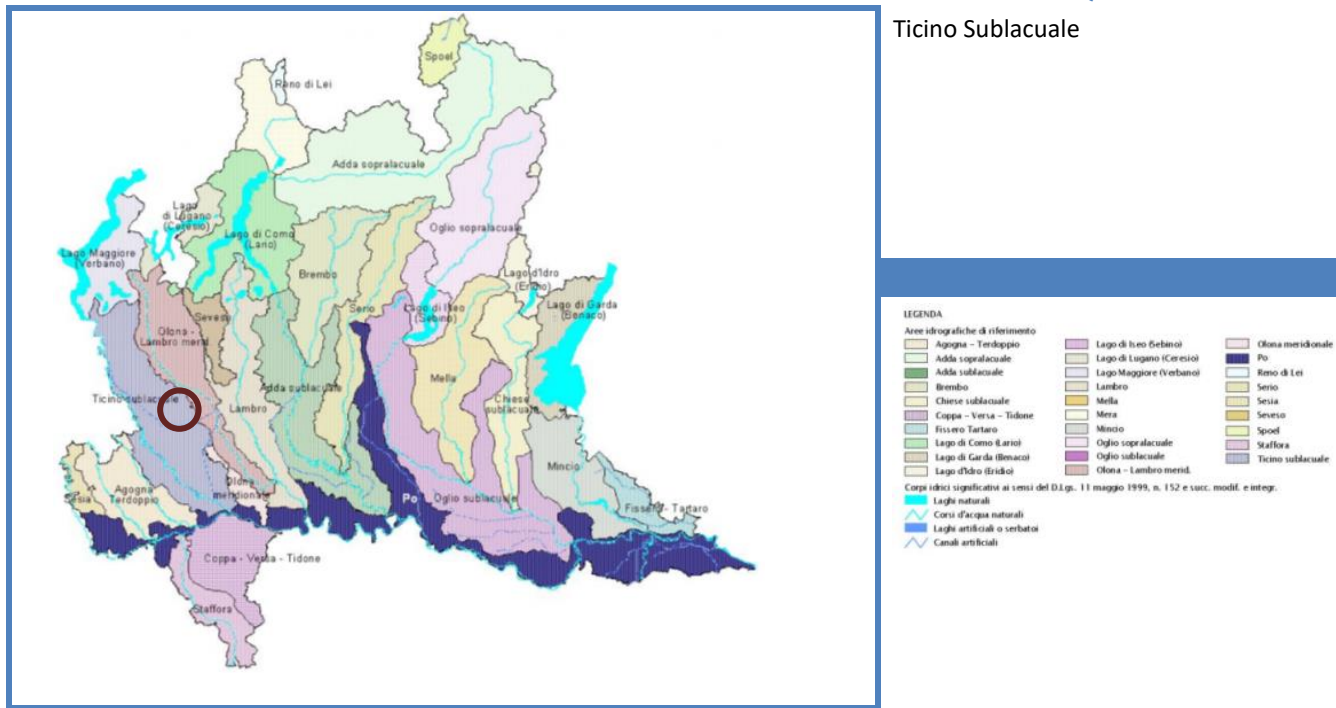 Ticino Sublacuale
Spoel
Reno di Lei
Adda sopralacuale
Lago
di Lugano
(Ceresio)
Lago di Como
(Lario)
Oglio sopralacuale
Lago Maggiore
(Verbano)
Brembo
Lago d'Idro
(Eridio)
Serio
Lago di Iseo
(Sebino)
Lago di Garda
(Benaco)
Seveso
Olona -
Lambro merid.
Mella
Adda sublacuale
Ticino sublacuale
Lambro
Chiese
sublacuale
Mincio
Olona
meridionale
Agogna
Terdoppio
Sesia
Po
Oglio sublacuale
Fissero - Tartaro
Coppa - Versa - Tidone
Staffora
LEGENDA
Aree idrografiche di riferimento
Agogna – Terdoppio
Adda sopralacuale
Adda sublacuale
Brembo
Chiese sublacuale
Coppa – Versa – Tidone
Fissero Tartaro
Lago di Como (Lario)
Lago di Garda (Benaco)
Lago d'Idro (Eridio)
Lago di Iseo (Sebino)
Lago di Lugano (Ceresio)
Lago Maggiore (Verbano)
Lambro
Mella
Mera
Mincio
Oglio sopralacuale
Oglio sublacuale
Olona – Lambro merid.
Olona meridionale
Po
Reno di Lei
Serio
Sesia
Seveso
Spoel
Staffora
Ticino sublacuale
Corpi idrici significativi ai sensi del D.Lgs. 11 maggio 1999, n. 152 e succ. modif. e integr.
Laghi naturali
Corsi d'acqua naturali
Laghi artificiali o serbatoi
Canali artificiali